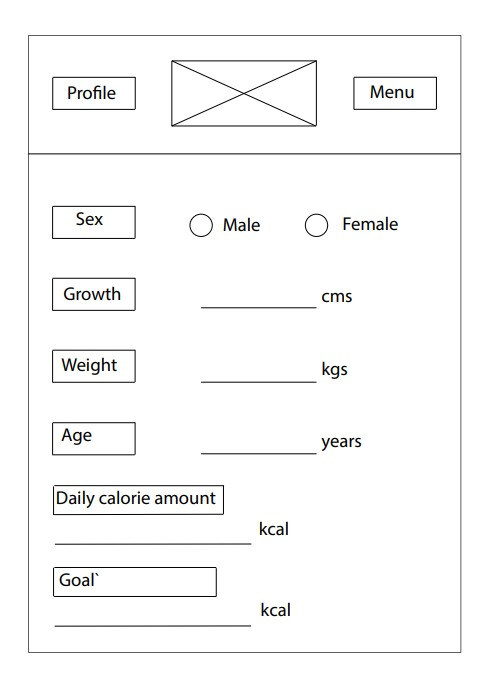 Profile
Menu
Sex
Male
Female
Growth
cms
Weight
kgs
Age
years
Daily calorie amount
kcal
Goal`
kcal